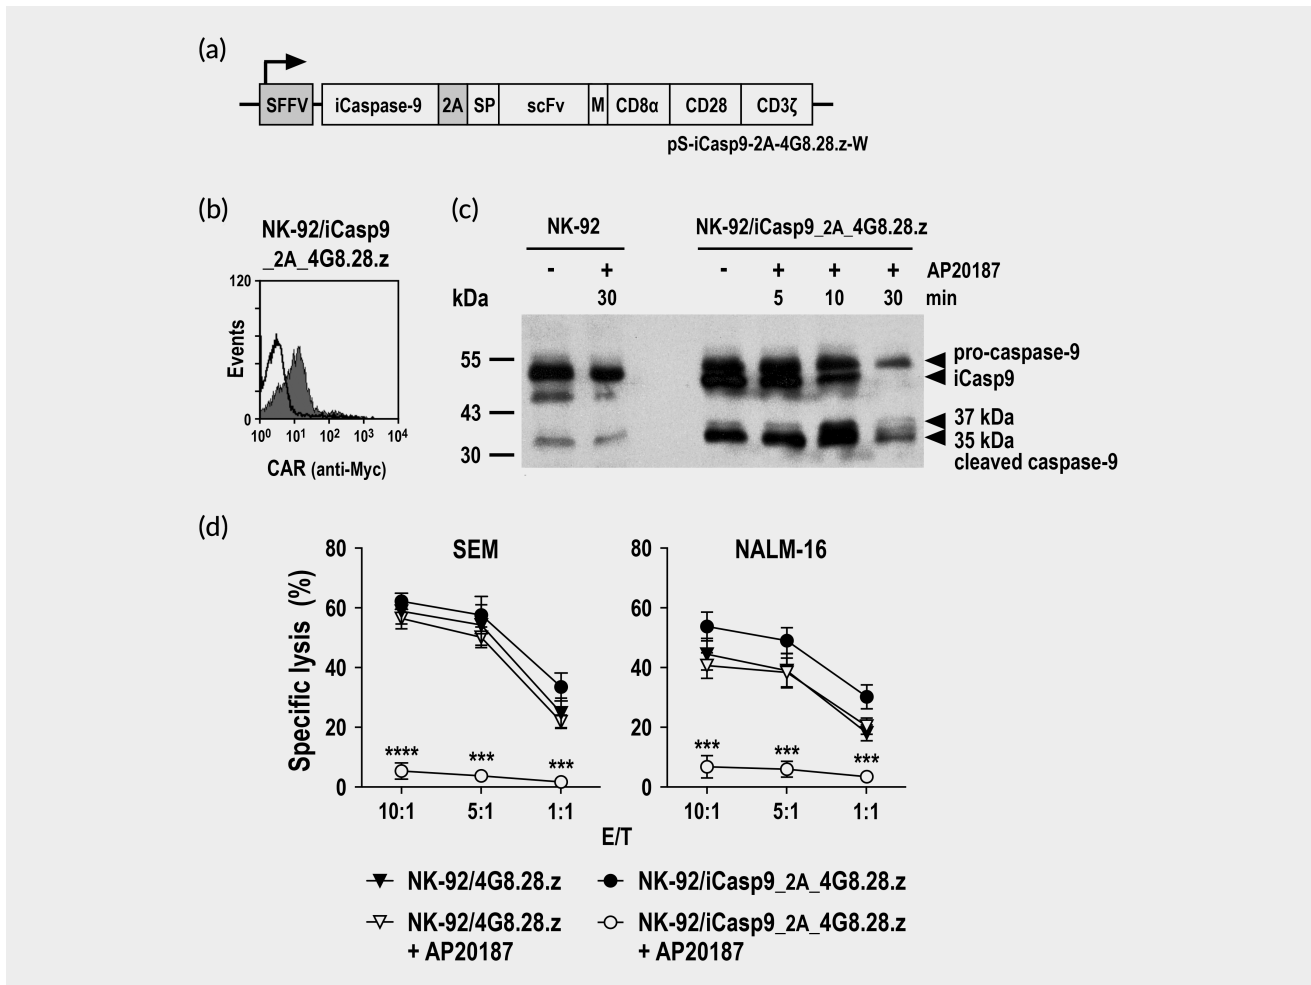 (a)
SFFV iCaspase-9 2A SP scFv M CD8α CD28 CD3ζ
pS-iCasp9-2A-4G8.28.z-W
(b)
NK-92/iCasp9
_2A_4G8.28.z
120
Events
0
10⁰ 10¹ 10² 10³ 10⁴
CAR (anti-Myc)
(c)
NK-92 NK-92/iCasp9_2A_4G8.28.z
- + - + + + AP20187
kDa 30 5 10 30 min
55
43
30
pro-caspase-9
iCasp9
37 kDa
35 kDa
cleaved caspase-9
(d)
Specific lysis (%)
SEM
80
60
40
20
0
**** *** ***
10:1 5:1 1:1
NALM-16
80
60
40
20
0
*** *** ***
10:1 5:1 1:1
E/T
NK-92/4G8.28.z
NK-92/iCasp9_2A_4G8.28.z
NK-92/4G8.28.z
+ AP20187
NK-92/iCasp9_2A_4G8.28.z
+ AP20187